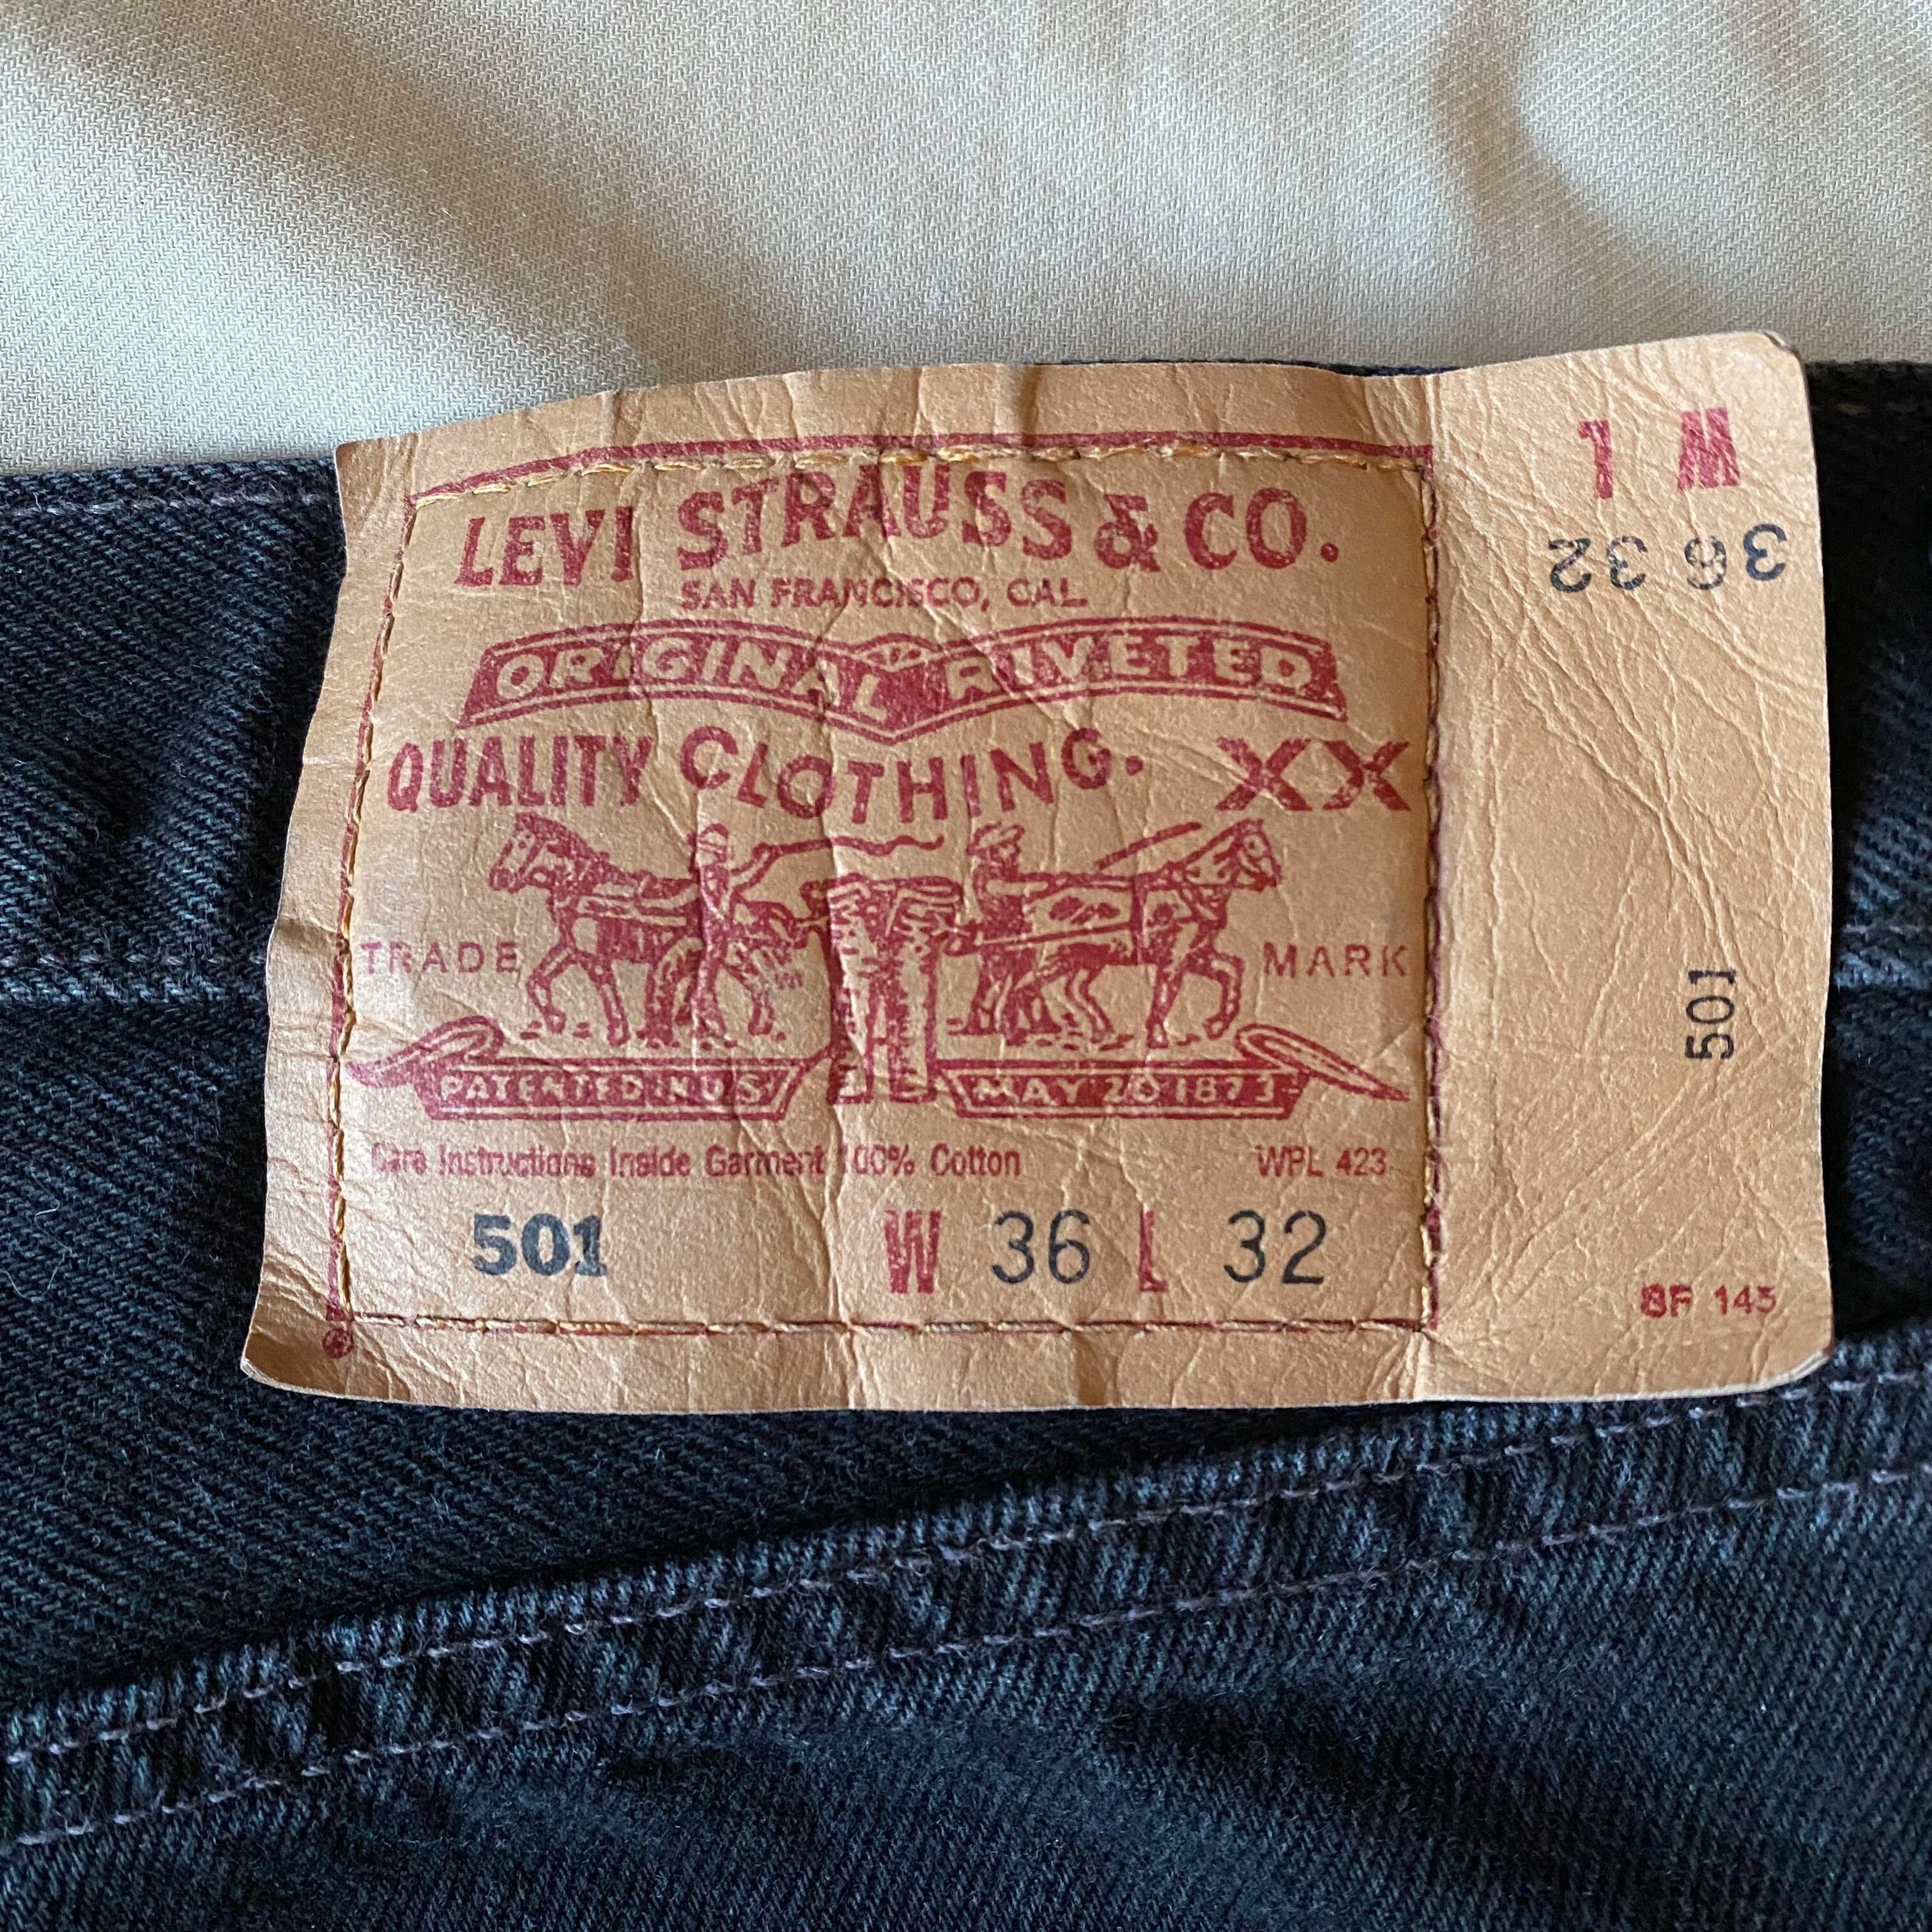 LEVI STRAUSS & CO.
SAN FRANCISCO, CAL.
ORIGINAL RIVETED
QUALITY CLOTHING. XX
TRADE MARK
PATENTED IN U S MAY 20 1873
Care Instructions Inside Garment 100% Cotton WPL 423
501 W 36 L 32
®
W L
36 32
501
8F 145